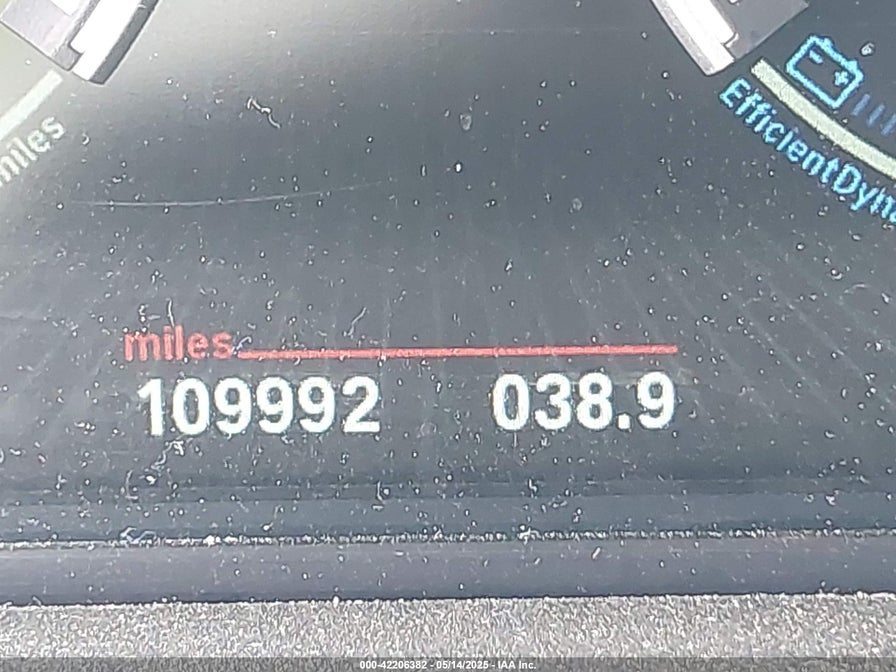 miles
EfficientDyn
miles
109992 038.9
000-42206382 - 05/14/2025 - IAA Inc.